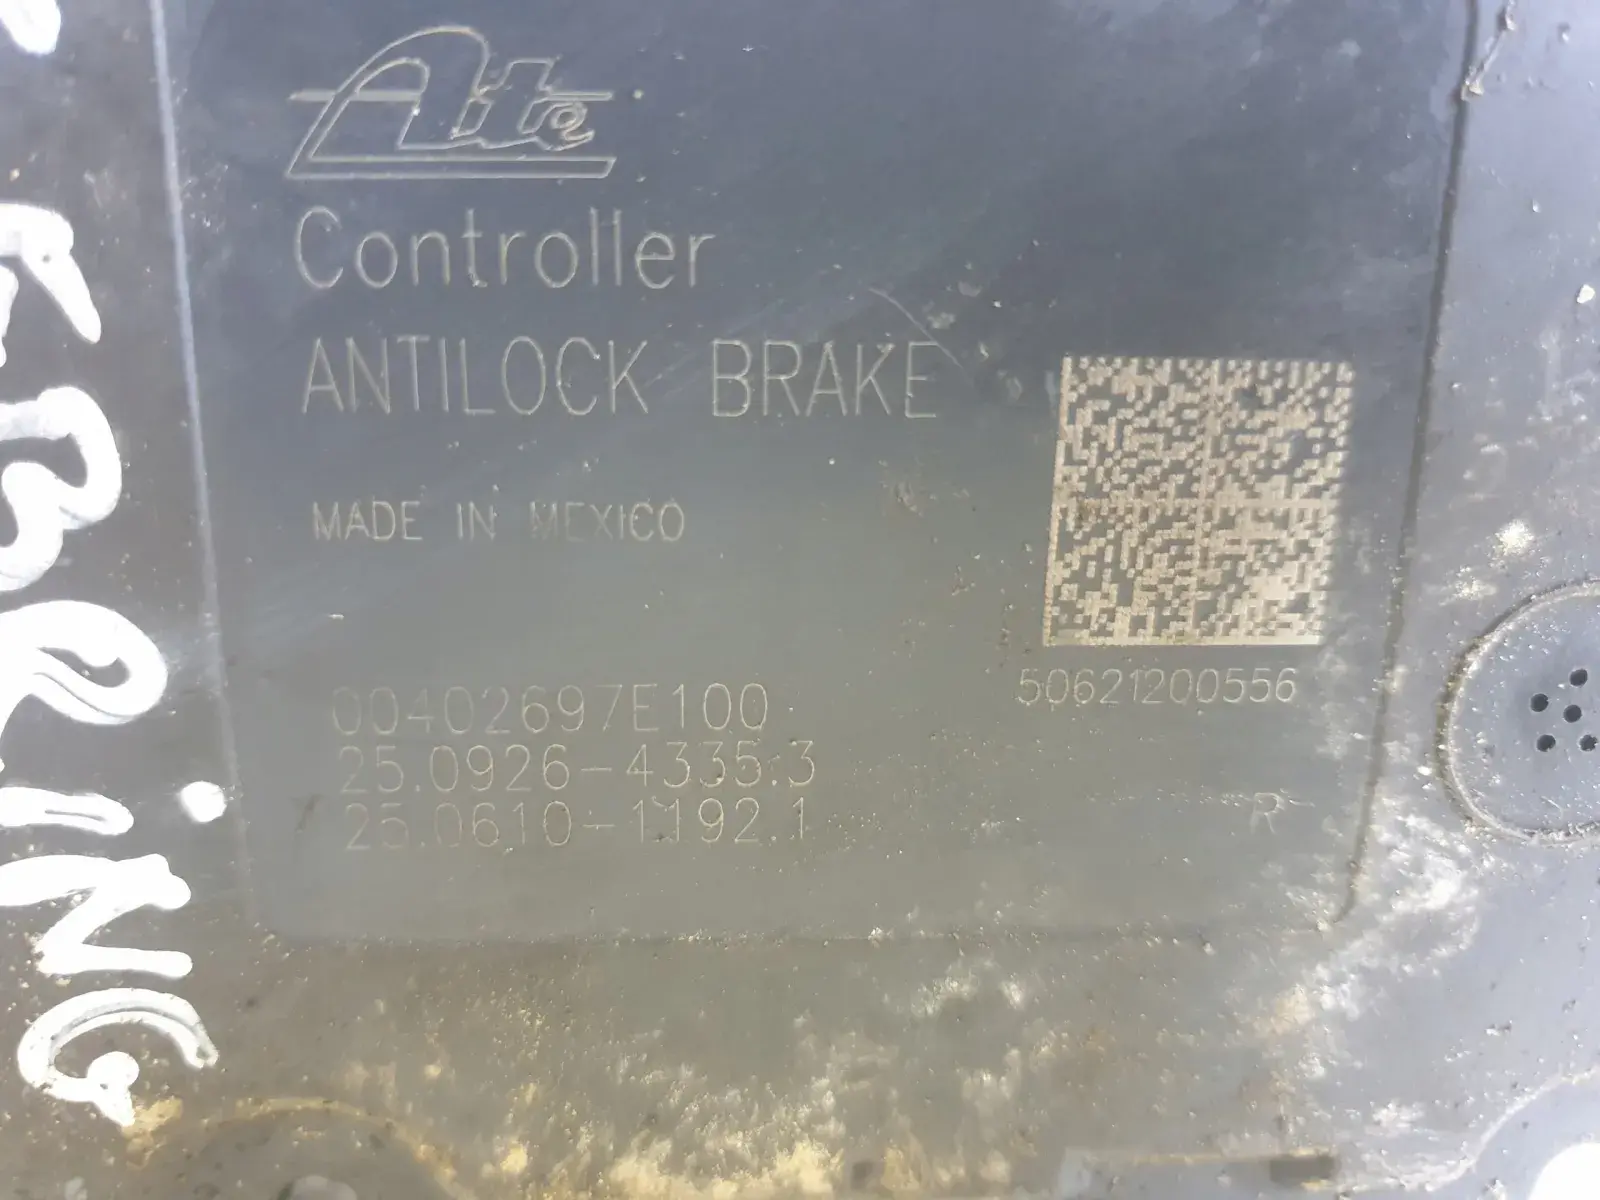 Ate
Controller
ANTILOCK BRAKE
MADE IN MEXICO
50621200556
00402697E100
25.0926-4335.3
25.0610-1192.1
R